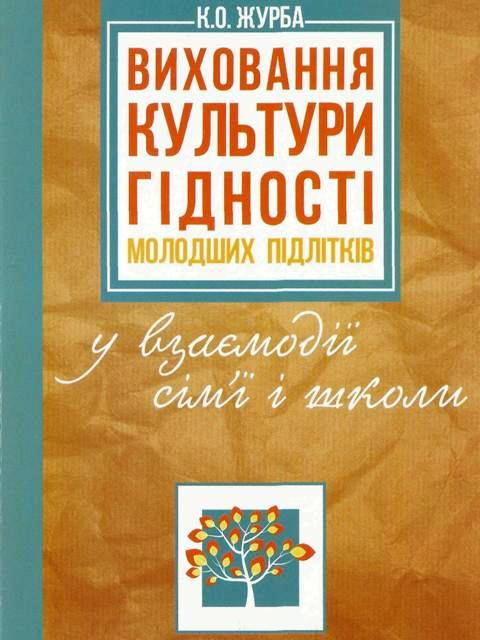 К.О. ЖУРБА
ВИХОВАННЯ
КУЛЬТУРИ
ГІДНОСТІ
МОЛОДШИХ ПІДЛІТКІВ
у взаємодії
сім'ї і школи